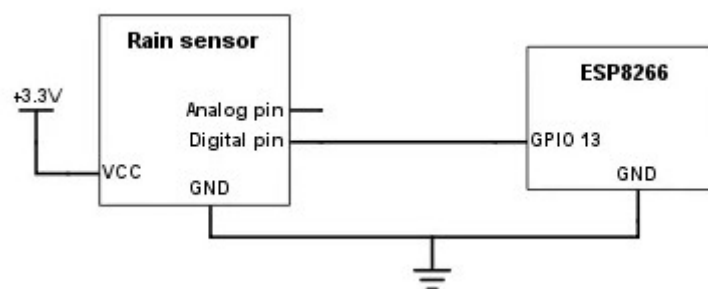 Rain sensor
ESP8266
+3.3V
Analog pin
Digital pin
GPIO 13
VCC
GND
GND